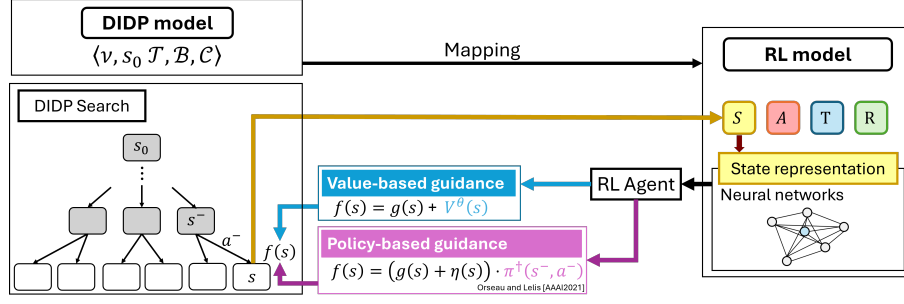 DIDP model
⟨ν, s₀ 𝒯, ℬ, 𝒞⟩
Mapping
RL model
DIDP Search
s₀
⋮
s⁻
a⁻
s
f(s)
Value-based guidance
f(s) = g(s) + V^θ(s)
Policy-based guidance
f(s) = (g(s) + η(s)) · π^†(s⁻, a⁻)
Orseau and Lelis [AAAI2021]
RL Agent
S A T R
State representation
Neural networks